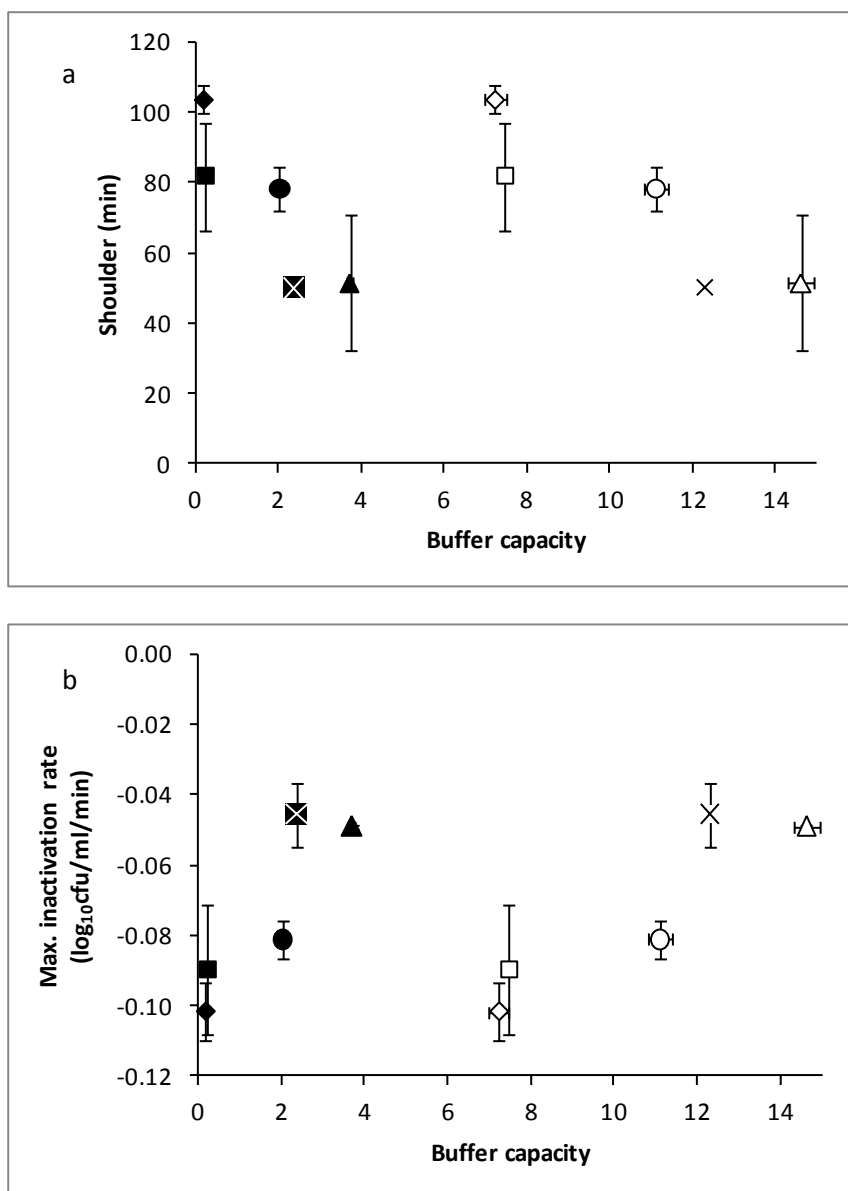 a
Shoulder (min)
120
100
80
60
40
20
0
0 2 4 6 8 10 12 14
Buffer capacity
b
Max. inactivation rate
(log₁₀cfu/ml/min)
0.00
-0.02
-0.04
-0.06
-0.08
-0.10
-0.12
0 2 4 6 8 10 12 14
Buffer capacity